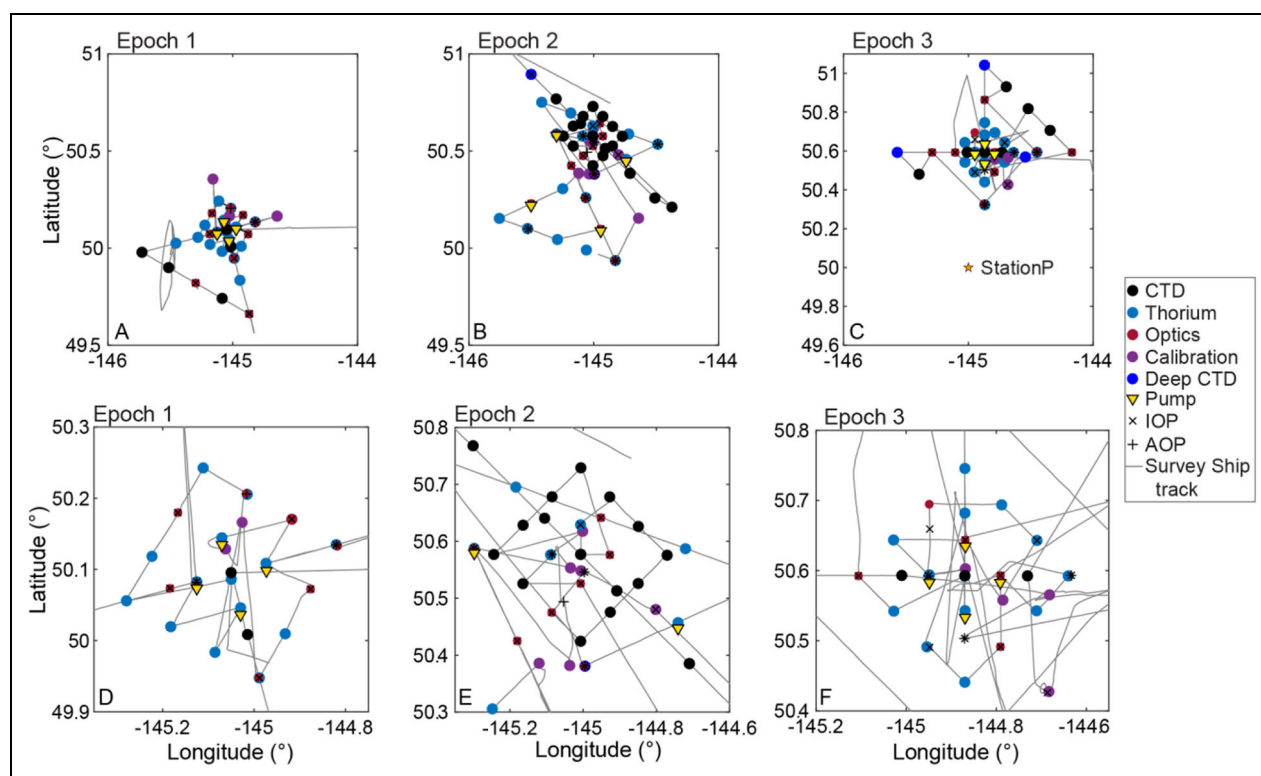 Epoch 1
Epoch 2
Epoch 3
51
50.5
50
49.5
-146
-145
-144
A
Latitude (°)
51
50.5
50
49.5
-146
-145
-144
B
51
50.8
50.6
50.4
50.2
50
49.8
49.6
-146
-145
-144
C
StationP
CTD
Thorium
Optics
Calibration
Deep CTD
Pump
IOP
AOP
Survey Ship
track
Epoch 1
Epoch 2
Epoch 3
50.3
50.2
50.1
50
49.9
-145.2
-145
-144.8
D
Latitude (°)
Longitude (°)
50.8
50.7
50.6
50.5
50.4
50.3
-145.2
-145
-144.8
-144.6
E
Longitude (°)
50.8
50.7
50.6
50.5
50.4
-145
-144.8
-144.6
F
Longitude (°)